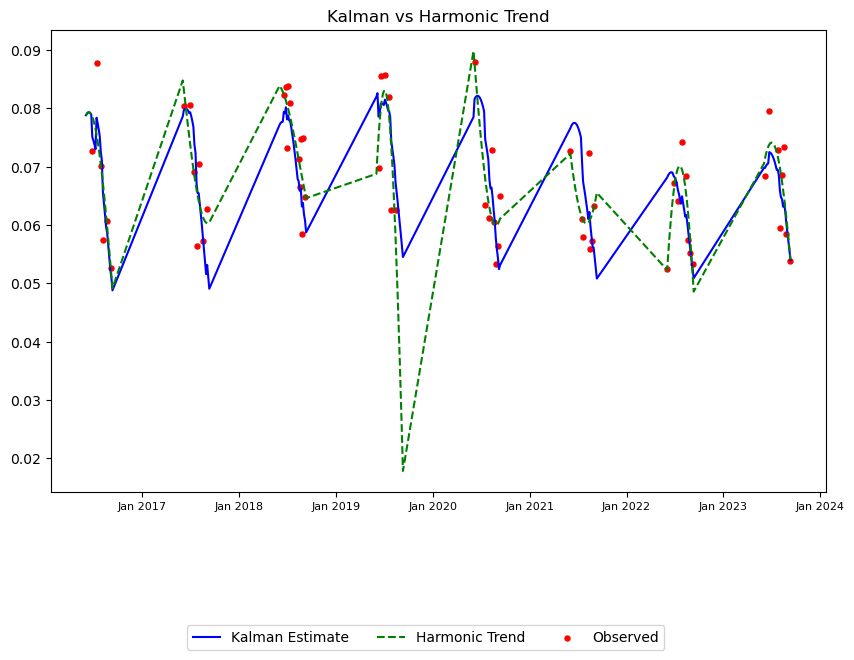 Kalman vs Harmonic Trend
0.09
0.08
0.07
0.06
0.05
0.04
0.03
0.02
Jan 2017 Jan 2018 Jan 2019 Jan 2020 Jan 2021 Jan 2022 Jan 2023 Jan 2024
Kalman Estimate Harmonic Trend Observed